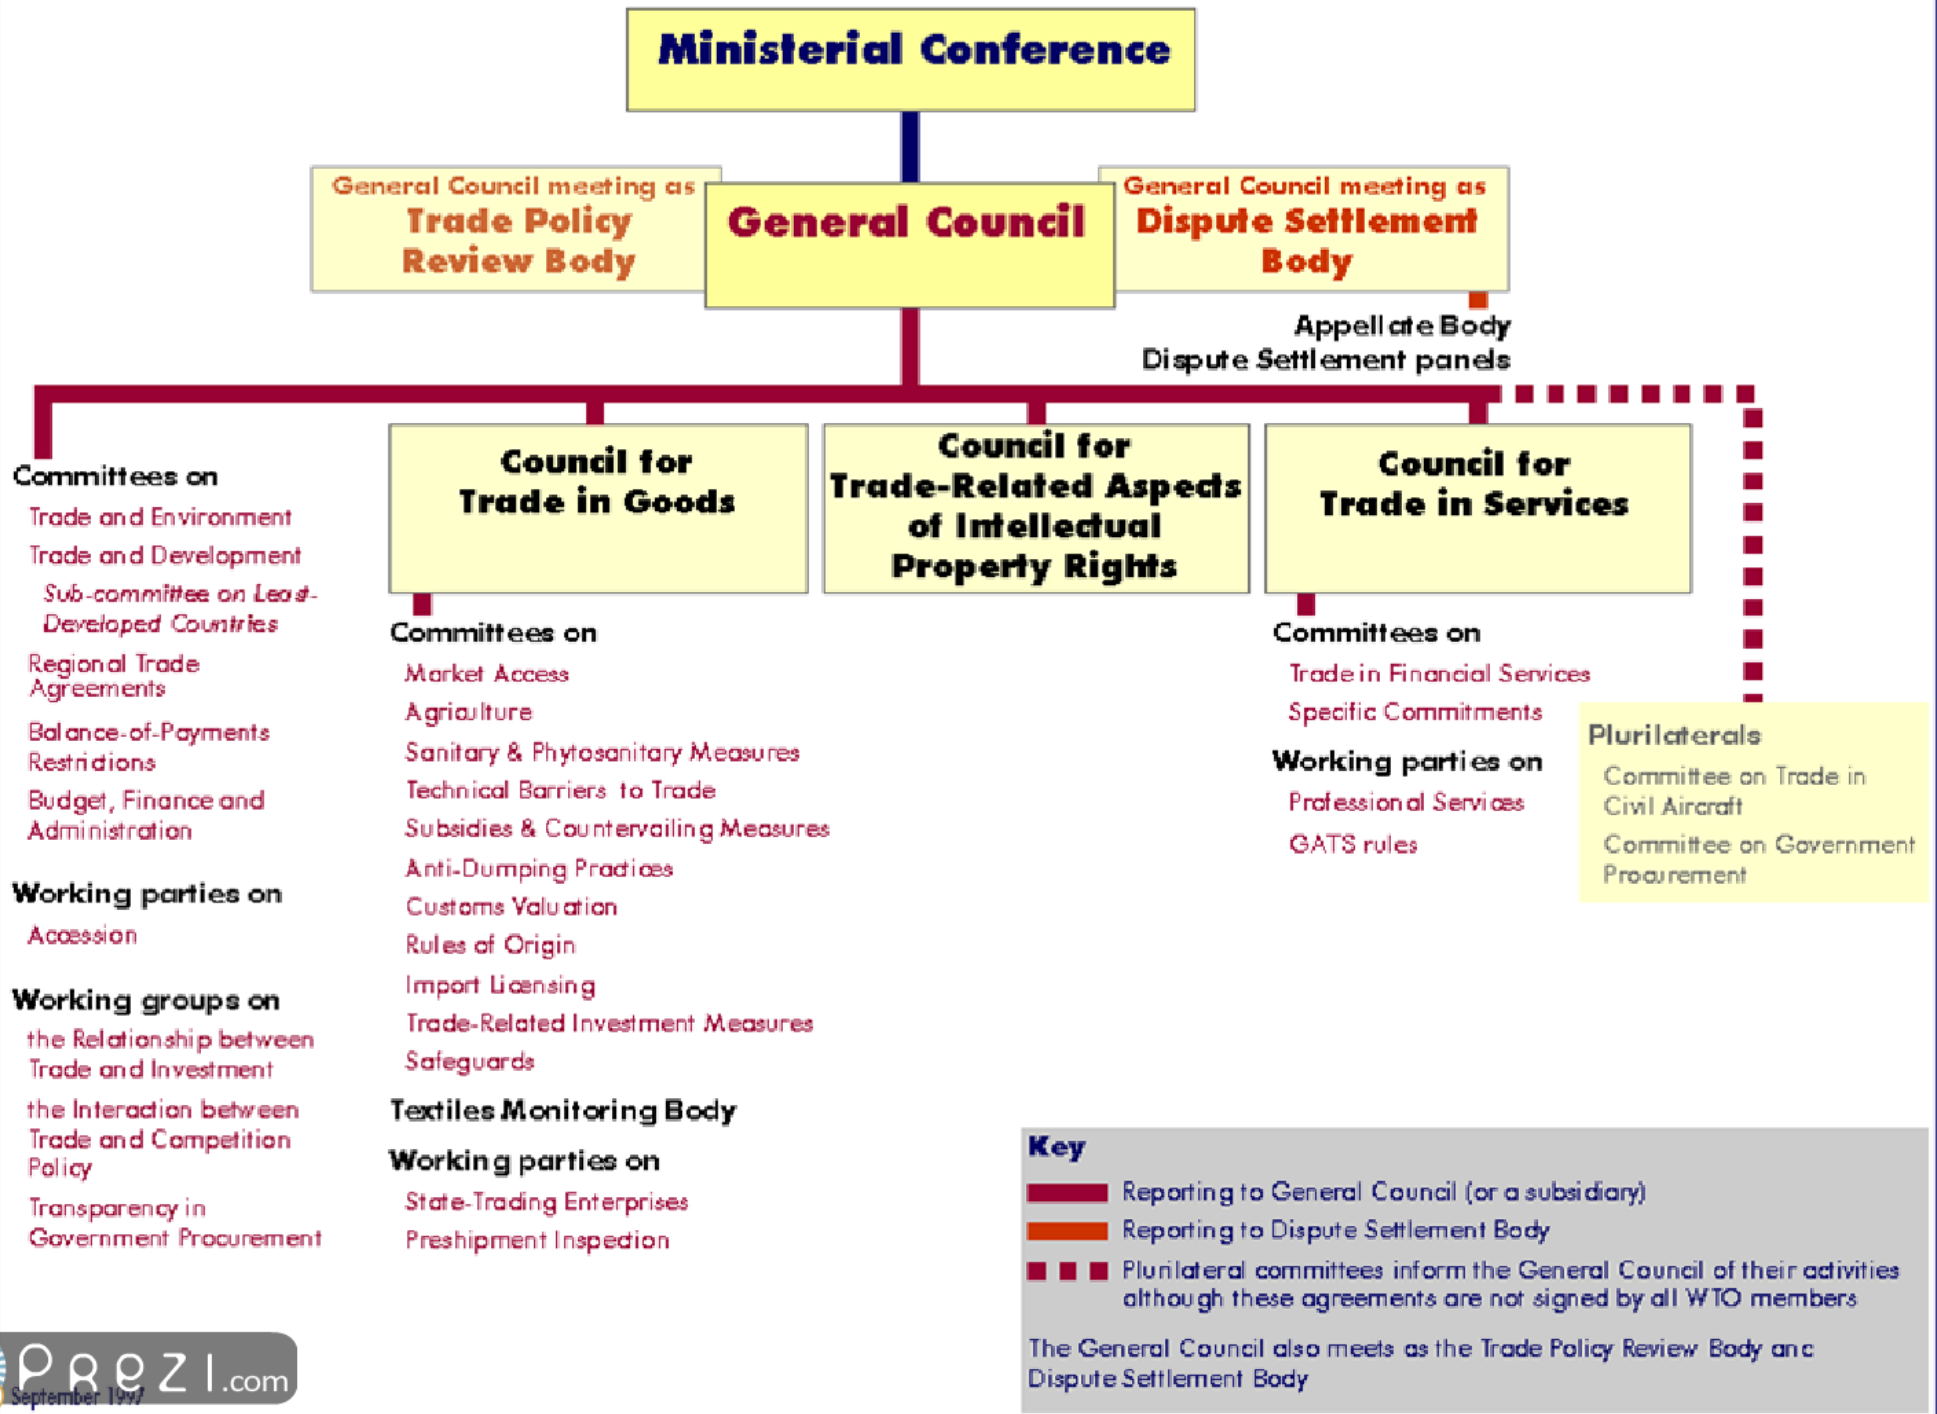 Ministerial Conference
General Council meeting as
Trade Policy
Review Body
General Council
General Council meeting as
Dispute Settlement
Body
Appellate Body
Dispute Settlement panels
Committees on
Trade and Environment
Trade and Development
Sub-committee on Least-
Developed Countries
Regional Trade
Agreements
Balance-of-Payments
Restrictions
Budget, Finance and
Administration
Working parties on
Accession
Working groups on
the Relationship between
Trade and Investment
the Interaction between
Trade and Competition
Policy
Transparency in
Government Procurement
Council for
Trade in Goods
Committees on
Market Access
Agriculture
Sanitary & Phytosanitary Measures
Technical Barriers to Trade
Subsidies & Countervailing Measures
Anti-Dumping Practices
Customs Valuation
Rules of Origin
Import Licensing
Trade-Related Investment Measures
Safeguards
Textiles Monitoring Body
Working parties on
State-Trading Enterprises
Preshipment Inspection
Council for
Trade-Related Aspects
of Intellectual
Property Rights
Council for
Trade in Services
Committees on
Trade in Financial Services
Specific Commitments
Working parties on
Professional Services
GATS rules
Plurilaterals
Committee on Trade in
Civil Aircraft
Committee on Government
Procurement
Key
Reporting to General Council (or a subsidiary)
Reporting to Dispute Settlement Body
Plurilateral committees inform the General Council of their activities
although these agreements are not signed by all WTO members
The General Council also meets as the Trade Policy Review Body and
Dispute Settlement Body
PReZI.com
September 1997